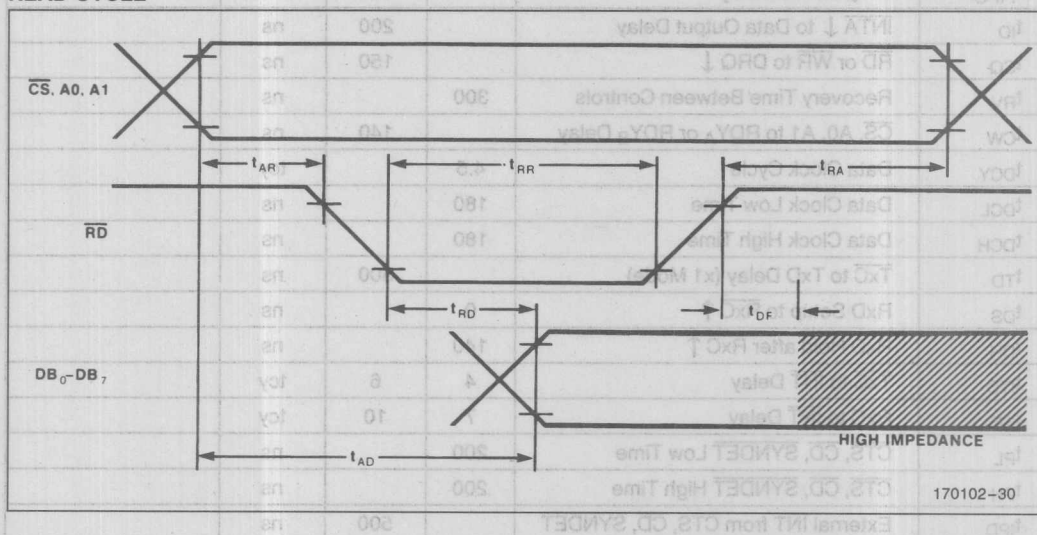 CS, A0, A1
tAR
tRR
tRA
RD
tRD
tDF
DB0-DB7
HIGH IMPEDANCE
tAD
170102-30
INTA ↓ to Data Output Delay 200 ns
RD or WR to DRQ ↓ 150 ns
Recovery Time Between Controls 300 ns
CS, A0, A1 to RDYA or RDYB Delay 140 ns
Data Clock Cycle 4.5
Data Clock Low Time 180 ns
Data Clock High Time 180 ns
TxC to TxD Delay (x1 Mode) ns
RxD to RxC ↑ ns
after RxC ↑ 140 ns
Delay 4 6 tcy
Delay 7 10 tcy
CTS, CD, SYNDET Low Time 200 ns
CTS, CD, SYNDET High Time 200 ns
External INT from CTS, CD, SYNDET 500 ns